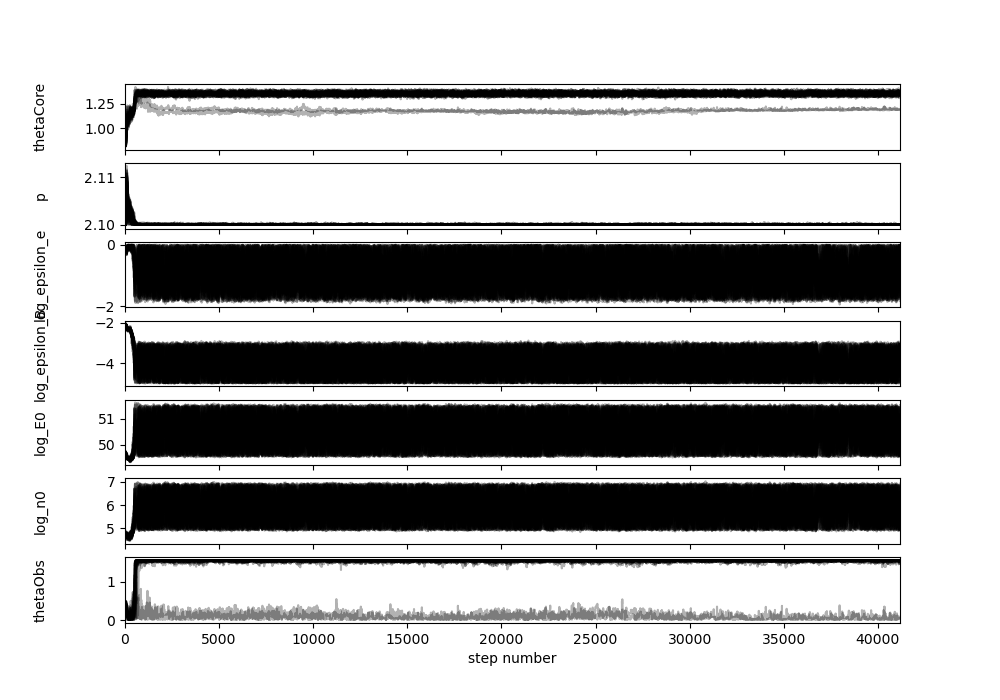 thetaCore
1.25
1.00
p
2.11
2.10
log_epsilon_e
0
−2
log_epsilon_B
−2
−4
log_E0
51
50
log_n0
7
6
5
thetaObs
1
0
0 5000 10000 15000 20000 25000 30000 35000 40000
step number